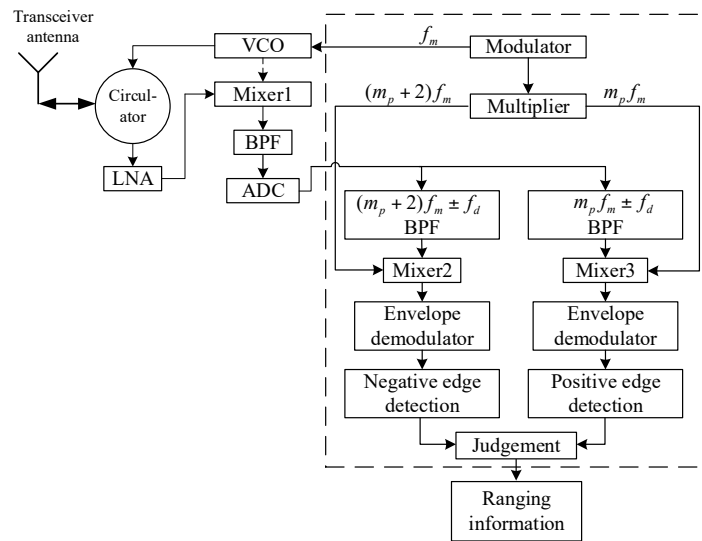 Transceiver
antenna
VCO
f_m
Modulator
Circul-
ator
Mixer1
(m_p + 2) f_m
Multiplier
m_p f_m
BPF
LNA
ADC
(m_p + 2) f_m ± f_d
BPF
m_p f_m ± f_d
BPF
Mixer2
Mixer3
Envelope
demodulator
Envelope
demodulator
Negative edge
detection
Positive edge
detection
Judgement
Ranging
information